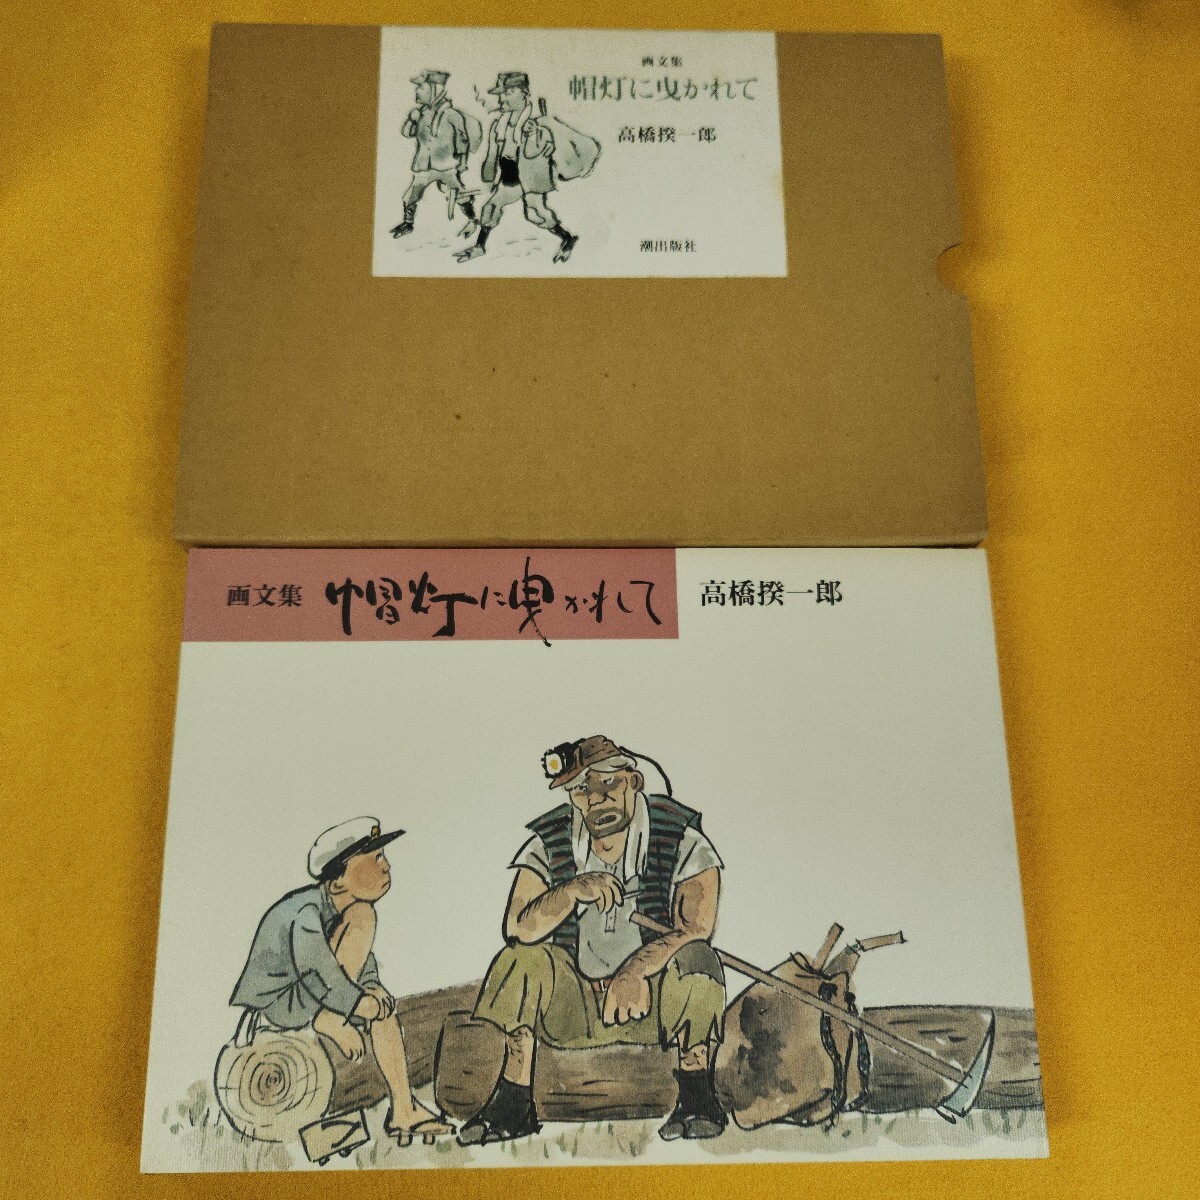 画文集
帽灯に曳かれて
高橋揆一郎
潮出版社
画文集 帽灯に曳かれて 高橋揆一郎